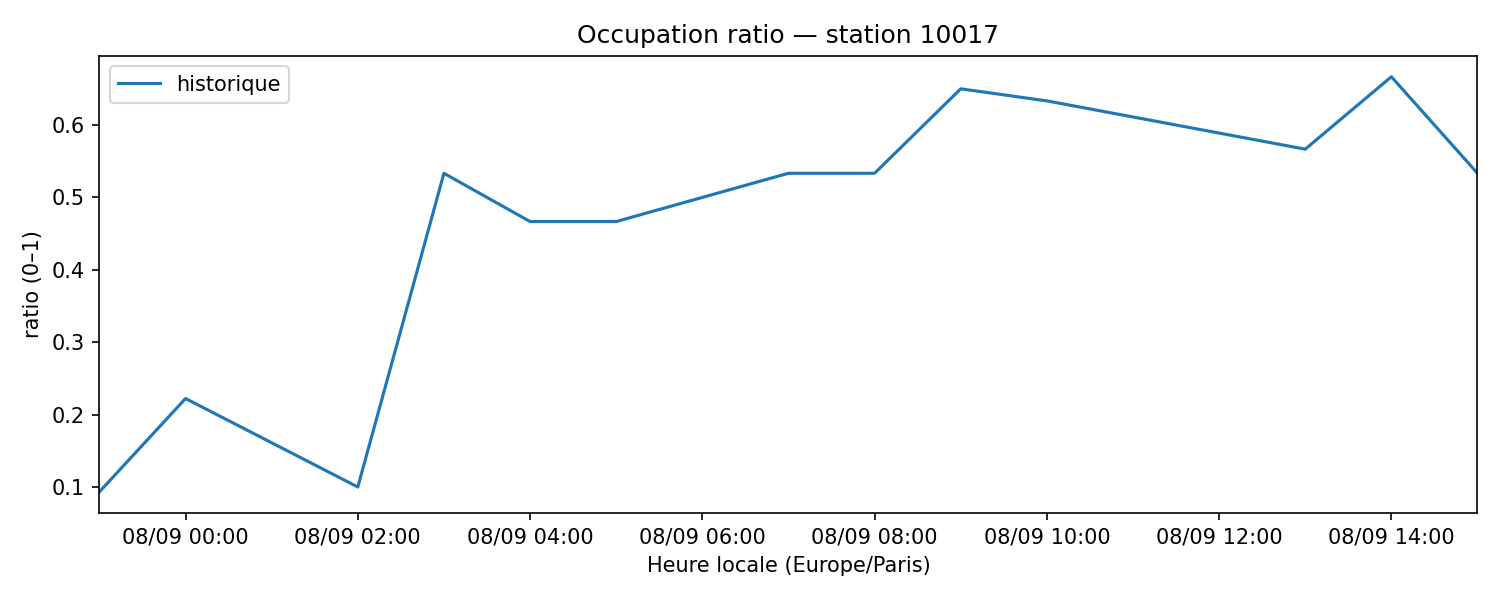 Occupation ratio — station 10017
historique
ratio (0–1)
0.6
0.5
0.4
0.3
0.2
0.1
08/09 00:00 08/09 02:00 08/09 04:00 08/09 06:00 08/09 08:00 08/09 10:00 08/09 12:00 08/09 14:00
Heure locale (Europe/Paris)